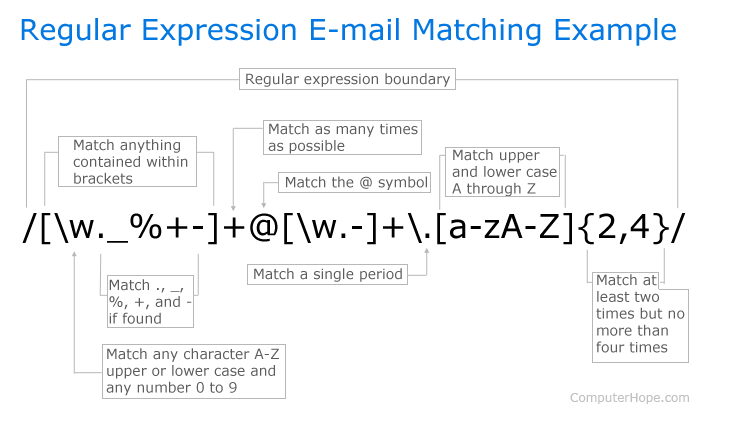 Regular Expression E-mail Matching Example
Regular expression boundary
Match anything
contained within
brackets
Match as many times
as possible
Match the @ symbol
Match upper
and lower case
A through Z
/[\w._%+-]+@[\w.-]+\.[a-zA-Z]{2,4}/
Match a single period
Match ., _,
%, +, and -
if found
Match at
least two
times but no
more than
four times
Match any character A-Z
upper or lower case and
any number 0 to 9
ComputerHope.com